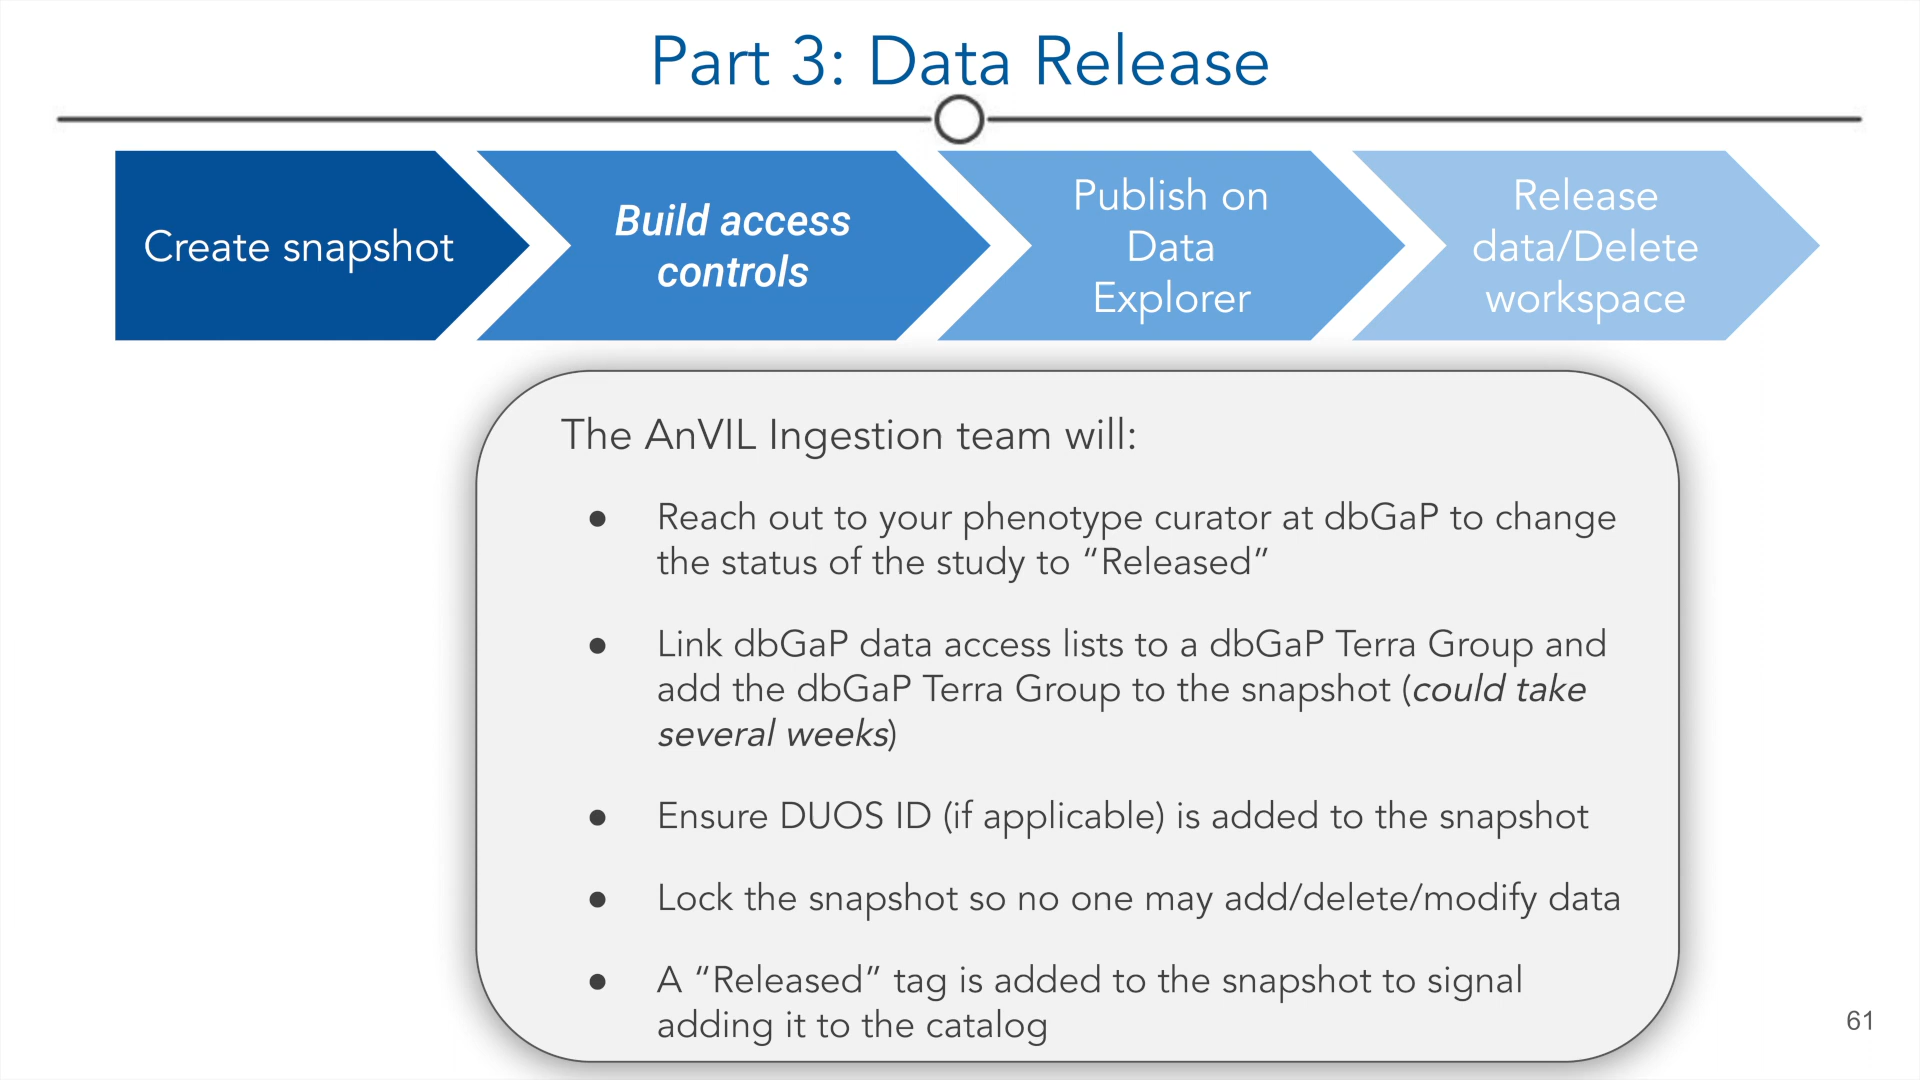 Part 3: Data Release
Create snapshot
Build access
controls
Publish on
Data
Explorer
Release
data/Delete
workspace
The AnVIL Ingestion team will:
● Reach out to your phenotype curator at dbGaP to change
the status of the study to “Released”
● Link dbGaP data access lists to a dbGaP Terra Group and
add the dbGaP Terra Group to the snapshot (could take
several weeks)
● Ensure DUOS ID (if applicable) is added to the snapshot
● Lock the snapshot so no one may add/delete/modify data
● A “Released” tag is added to the snapshot to signal
adding it to the catalog
61